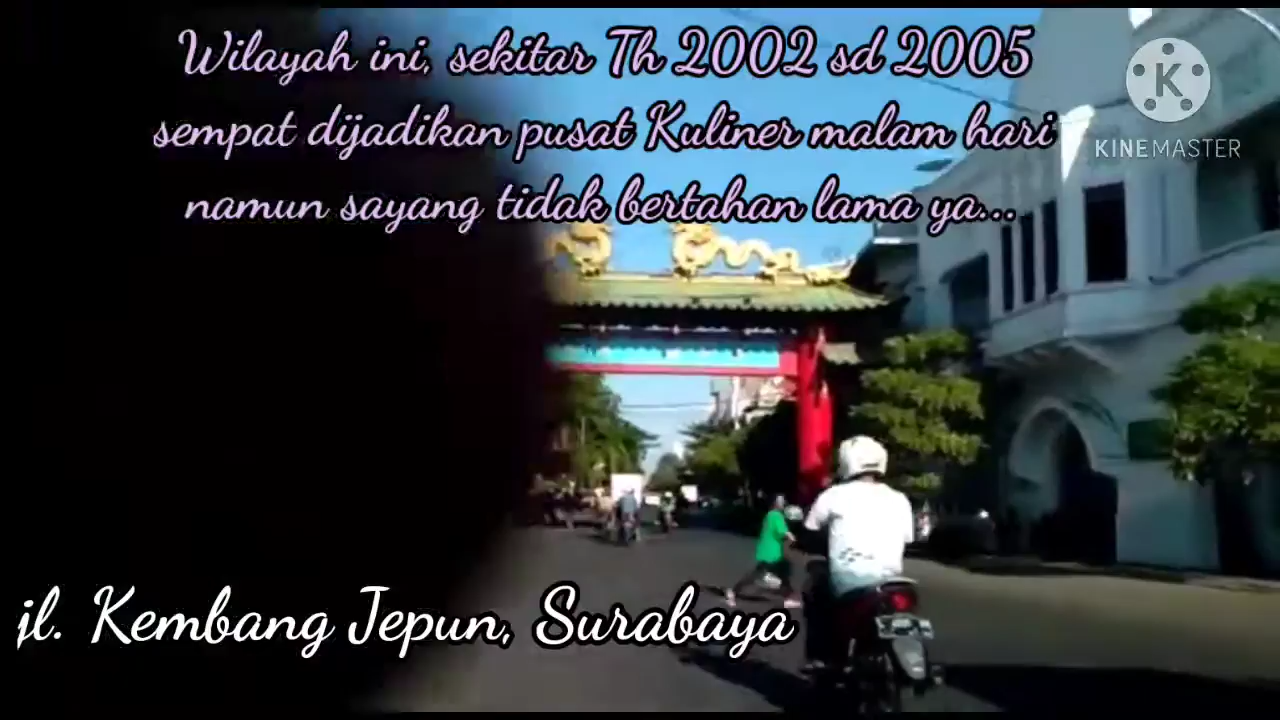 Wilayah ini, sekitar Th 2002 sd 2005
sempat dijadikan pusat Kuliner malam hari
namun sayang tidak bertahan lama ya...
K
KINEMASTER
jl. Kembang Jepun, Surabaya